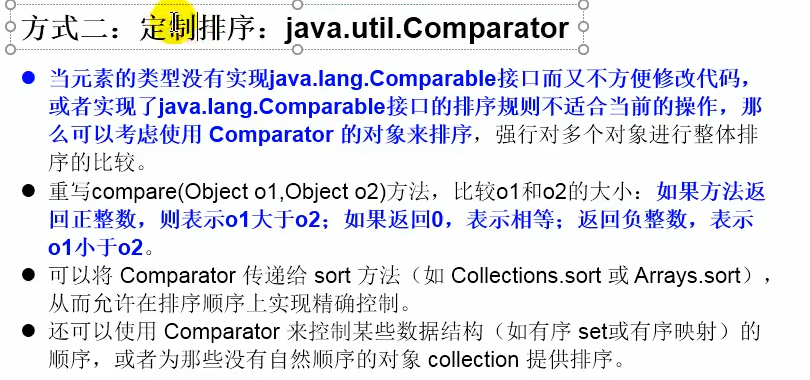 方式二：定制排序：java.util.Comparator
● 当元素的类型没有实现java.lang.Comparable接口而又不方便修改代码，
或者实现了java.lang.Comparable接口的排序规则不适合当前的操作，那
么可以考虑使用 Comparator 的对象来排序，强行对多个对象进行整体排
序的比较。
● 重写compare(Object o1,Object o2)方法，比较o1和o2的大小：如果方法返
回正整数，则表示o1大于o2；如果返回0，表示相等；返回负整数，表示
o1小于o2。
● 可以将 Comparator 传递给 sort 方法（如 Collections.sort 或 Arrays.sort），
从而允许在排序顺序上实现精确控制。
● 还可以使用 Comparator 来控制某些数据结构（如有序 set或有序映射）的
顺序，或者为那些没有自然顺序的对象 collection 提供排序。